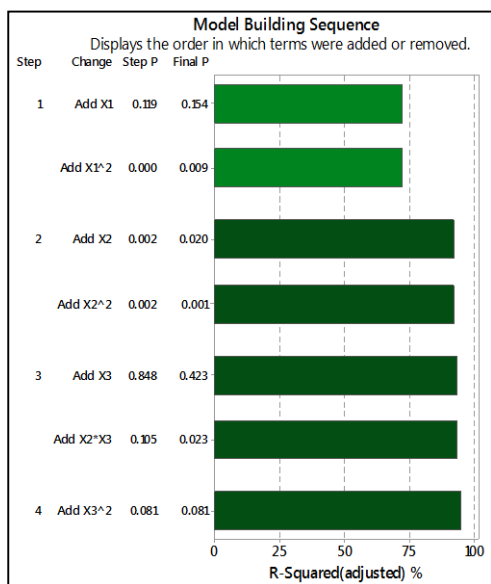 Model Building Sequence
Displays the order in which terms were added or removed.
Step Change Step P Final P
1 Add X1 0.119 0.154
Add X1^2 0.000 0.009
2 Add X2 0.002 0.020
Add X2^2 0.002 0.001
3 Add X3 0.848 0.423
Add X2*X3 0.105 0.023
4 Add X3^2 0.081 0.081
0 25 50 75 100
R-Squared(adjusted) %